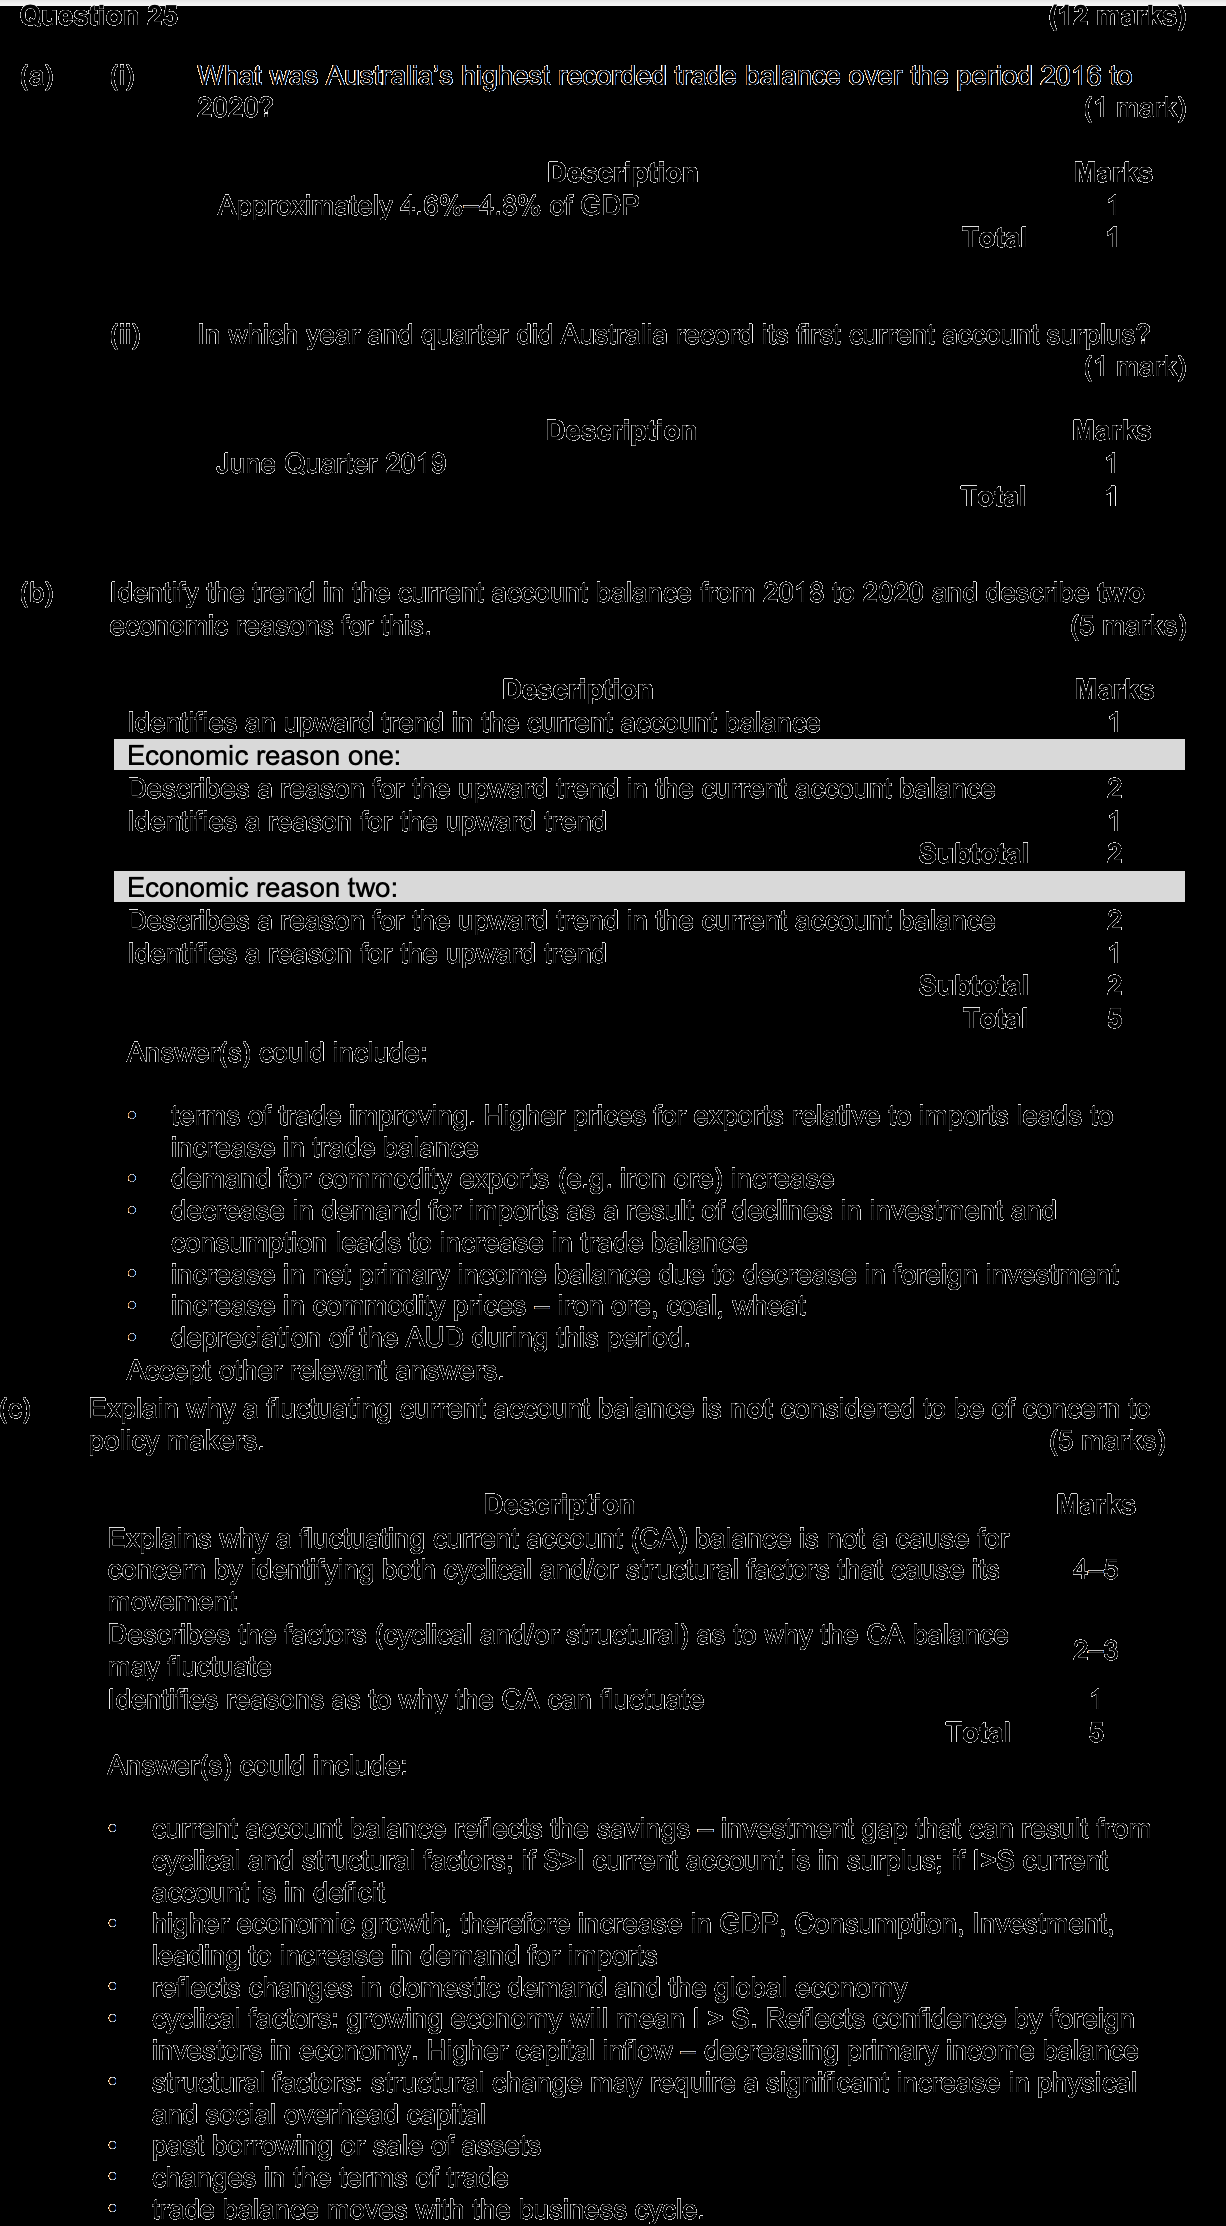 Question 25 (12 marks)
(a) (i) What was Australia's highest recorded trade balance over the period 2016 to
2020? (1 mark)
Description Marks
Approximately 4.6%–4.8% of GDP 1
Total 1
(ii) In which year and quarter did Australia record its first current account surplus?
(1 mark)
Description Marks
June Quarter 2019 1
Total 1
(b) Identify the trend in the current account balance from 2018 to 2020 and describe two
economic reasons for this. (5 marks)
Description Marks
Identifies an upward trend in the current account balance 1
Economic reason one:
Describes a reason for the upward trend in the current account balance 2
Identifies a reason for the upward trend 1
Subtotal 2
Economic reason two:
Describes a reason for the upward trend in the current account balance 2
Identifies a reason for the upward trend 1
Subtotal 2
Total 5
Answer(s) could include:
• terms of trade improving. Higher prices for exports relative to imports leads to
increase in trade balance
• demand for commodity exports (e.g. iron ore) increase
• decrease in demand for imports as a result of declines in investment and
consumption leads to increase in trade balance
• increase in net primary income balance due to decrease in foreign investment
• increase in commodity prices – iron ore, coal, wheat
• depreciation of the AUD during this period.
Accept other relevant answers.
(c) Explain why a fluctuating current account balance is not considered to be of concern to
policy makers. (5 marks)
Description Marks
Explains why a fluctuating current account (CA) balance is not a cause for
concern by identifying both cyclical and/or structural factors that cause its 4–5
movement
Describes the factors (cyclical and/or structural) as to why the CA balance
may fluctuate 2–3
Identifies reasons as to why the CA can fluctuate 1
Total 5
Answer(s) could include:
• current account balance reflects the savings – investment gap that can result from
cyclical and structural factors; if S>I current account is in surplus; if I>S current
account is in deficit
• higher economic growth, therefore increase in GDP, Consumption, Investment,
leading to increase in demand for imports
• reflects changes in domestic demand and the global economy
• cyclical factors: growing economy will mean I > S. Reflects confidence by foreign
investors in economy. Higher capital inflow – decreasing primary income balance
• structural factors: structural change may require a significant increase in physical
and social overhead capital
• past borrowing or sale of assets
• changes in the terms of trade
• trade balance moves with the business cycle.